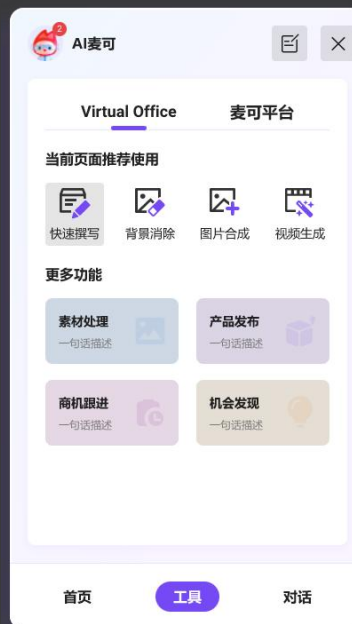 2
AI麦可
Virtual Office
麦可平台
当前页面推荐使用
快速撰写
背景消除
图片合成
视频生成
更多功能
素材处理
产品发布
一句话描述
一句话描述
商机跟进
机会发现
一句话描述
一句话描述
首页
工具
对话